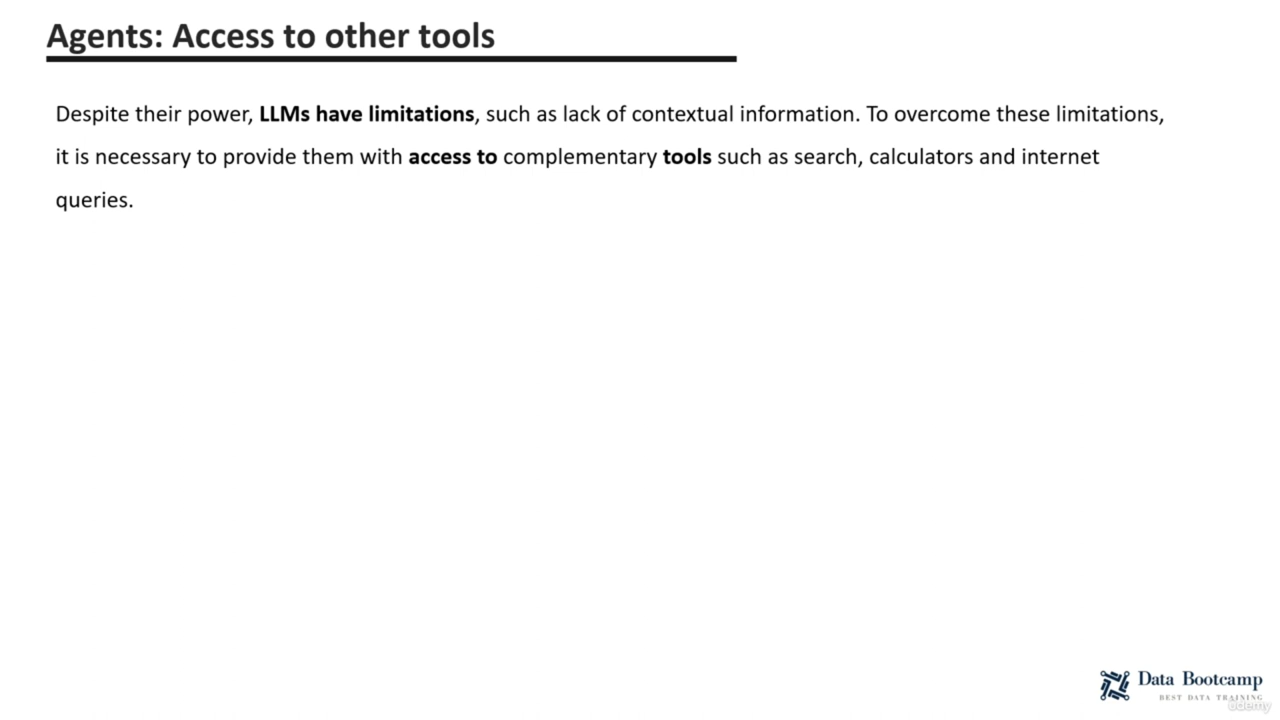 Agents: Access to other tools
Despite their power, LLMs have limitations, such as lack of contextual information. To overcome these limitations,
it is necessary to provide them with access to complementary tools such as search, calculators and internet
queries.
Data Bootcamp
BEST DATA TRAINING
udemy